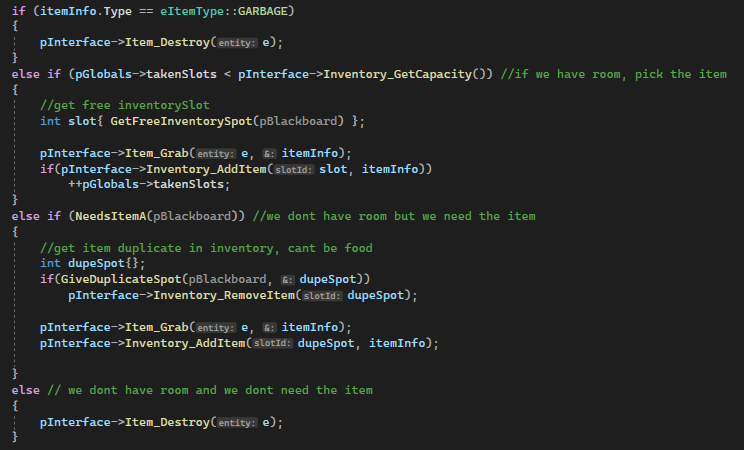 if (itemInfo.Type == eItemType::GARBAGE)
{
    pInterface->Item_Destroy(entity: e);
}
else if (pGlobals->takenSlots < pInterface->Inventory_GetCapacity()) //if we have room, pick the item
{
    //get free inventorySlot
    int slot{ GetFreeInventorySpot(pBlackboard) };

    pInterface->Item_Grab(entity: e, &: itemInfo);
    if(pInterface->Inventory_AddItem(slotId: slot, itemInfo))
        ++pGlobals->takenSlots;
}
else if (NeedsItemA(pBlackboard)) //we dont have room but we need the item
{
    //get item duplicate in inventory, cant be food
    int dupeSpot{};
    if(GiveDuplicateSpot(pBlackboard, &: dupeSpot))
        pInterface->Inventory_RemoveItem(slotId: dupeSpot);

    pInterface->Item_Grab(entity: e, &: itemInfo);
    pInterface->Inventory_AddItem(slotId: dupeSpot, itemInfo);

}
else // we dont have room and we dont need the item
{
    pInterface->Item_Destroy(entity: e);
}